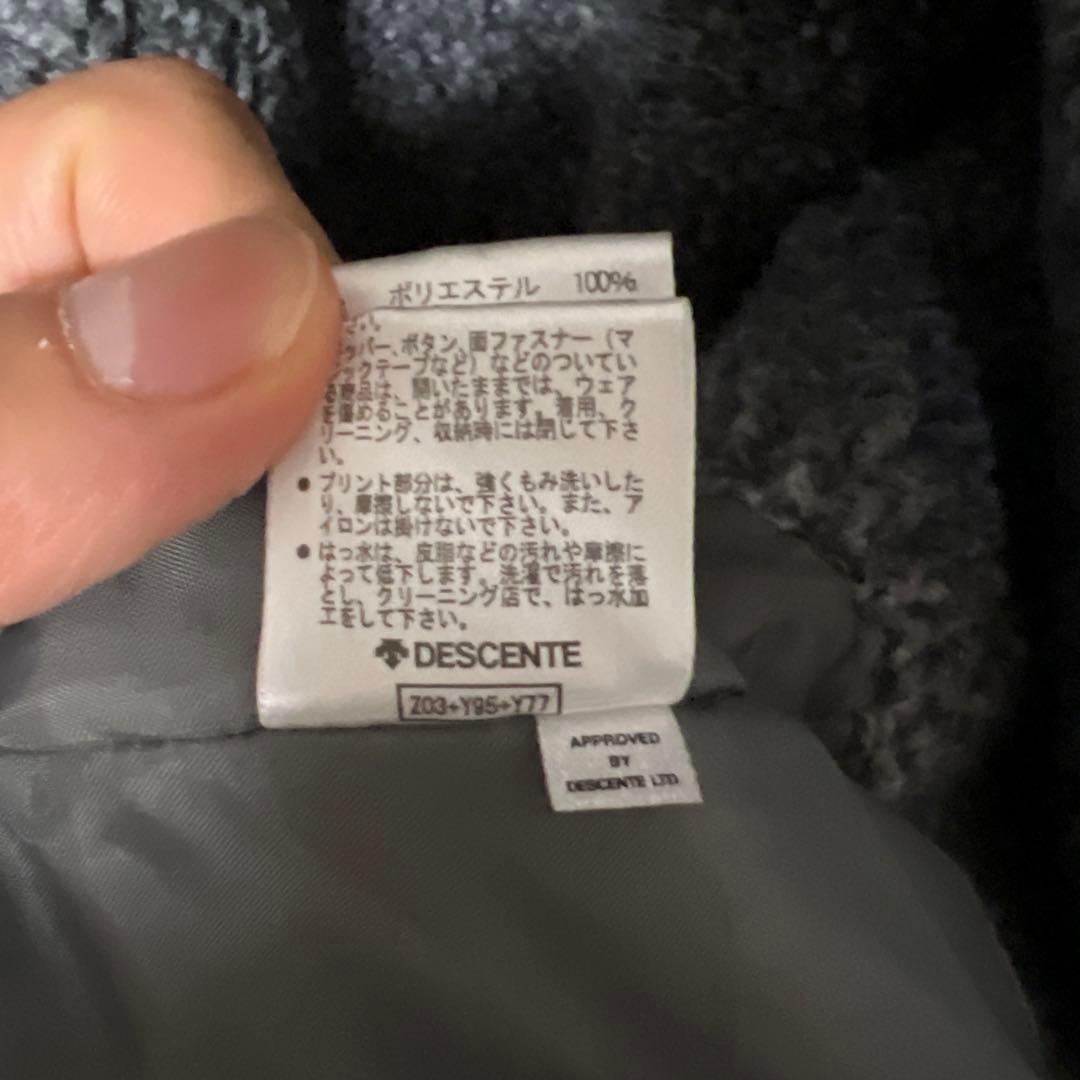 ポリエステル 100%
さい。
ッパー、ボタン、面ファスナー（マ
ックテープなど）などのついてい
る商品は、開いたままでは、ウェア
を傷めることがあります。着用、ク
リーニング、収納時には閉じて下さ
い。
● プリント部分は、強くもみ洗いした
り、摩擦しないで下さい。また、ア
イロンは掛けないで下さい。
● はっ水は、皮脂などの汚れや摩擦に
よって低下します。洗濯で汚れを落
とし、クリーニング店で、はっ水加
工をして下さい。
DESCENTE
Z03+Y95+Y77
APPROVED
BY
DESCENTE LTD.